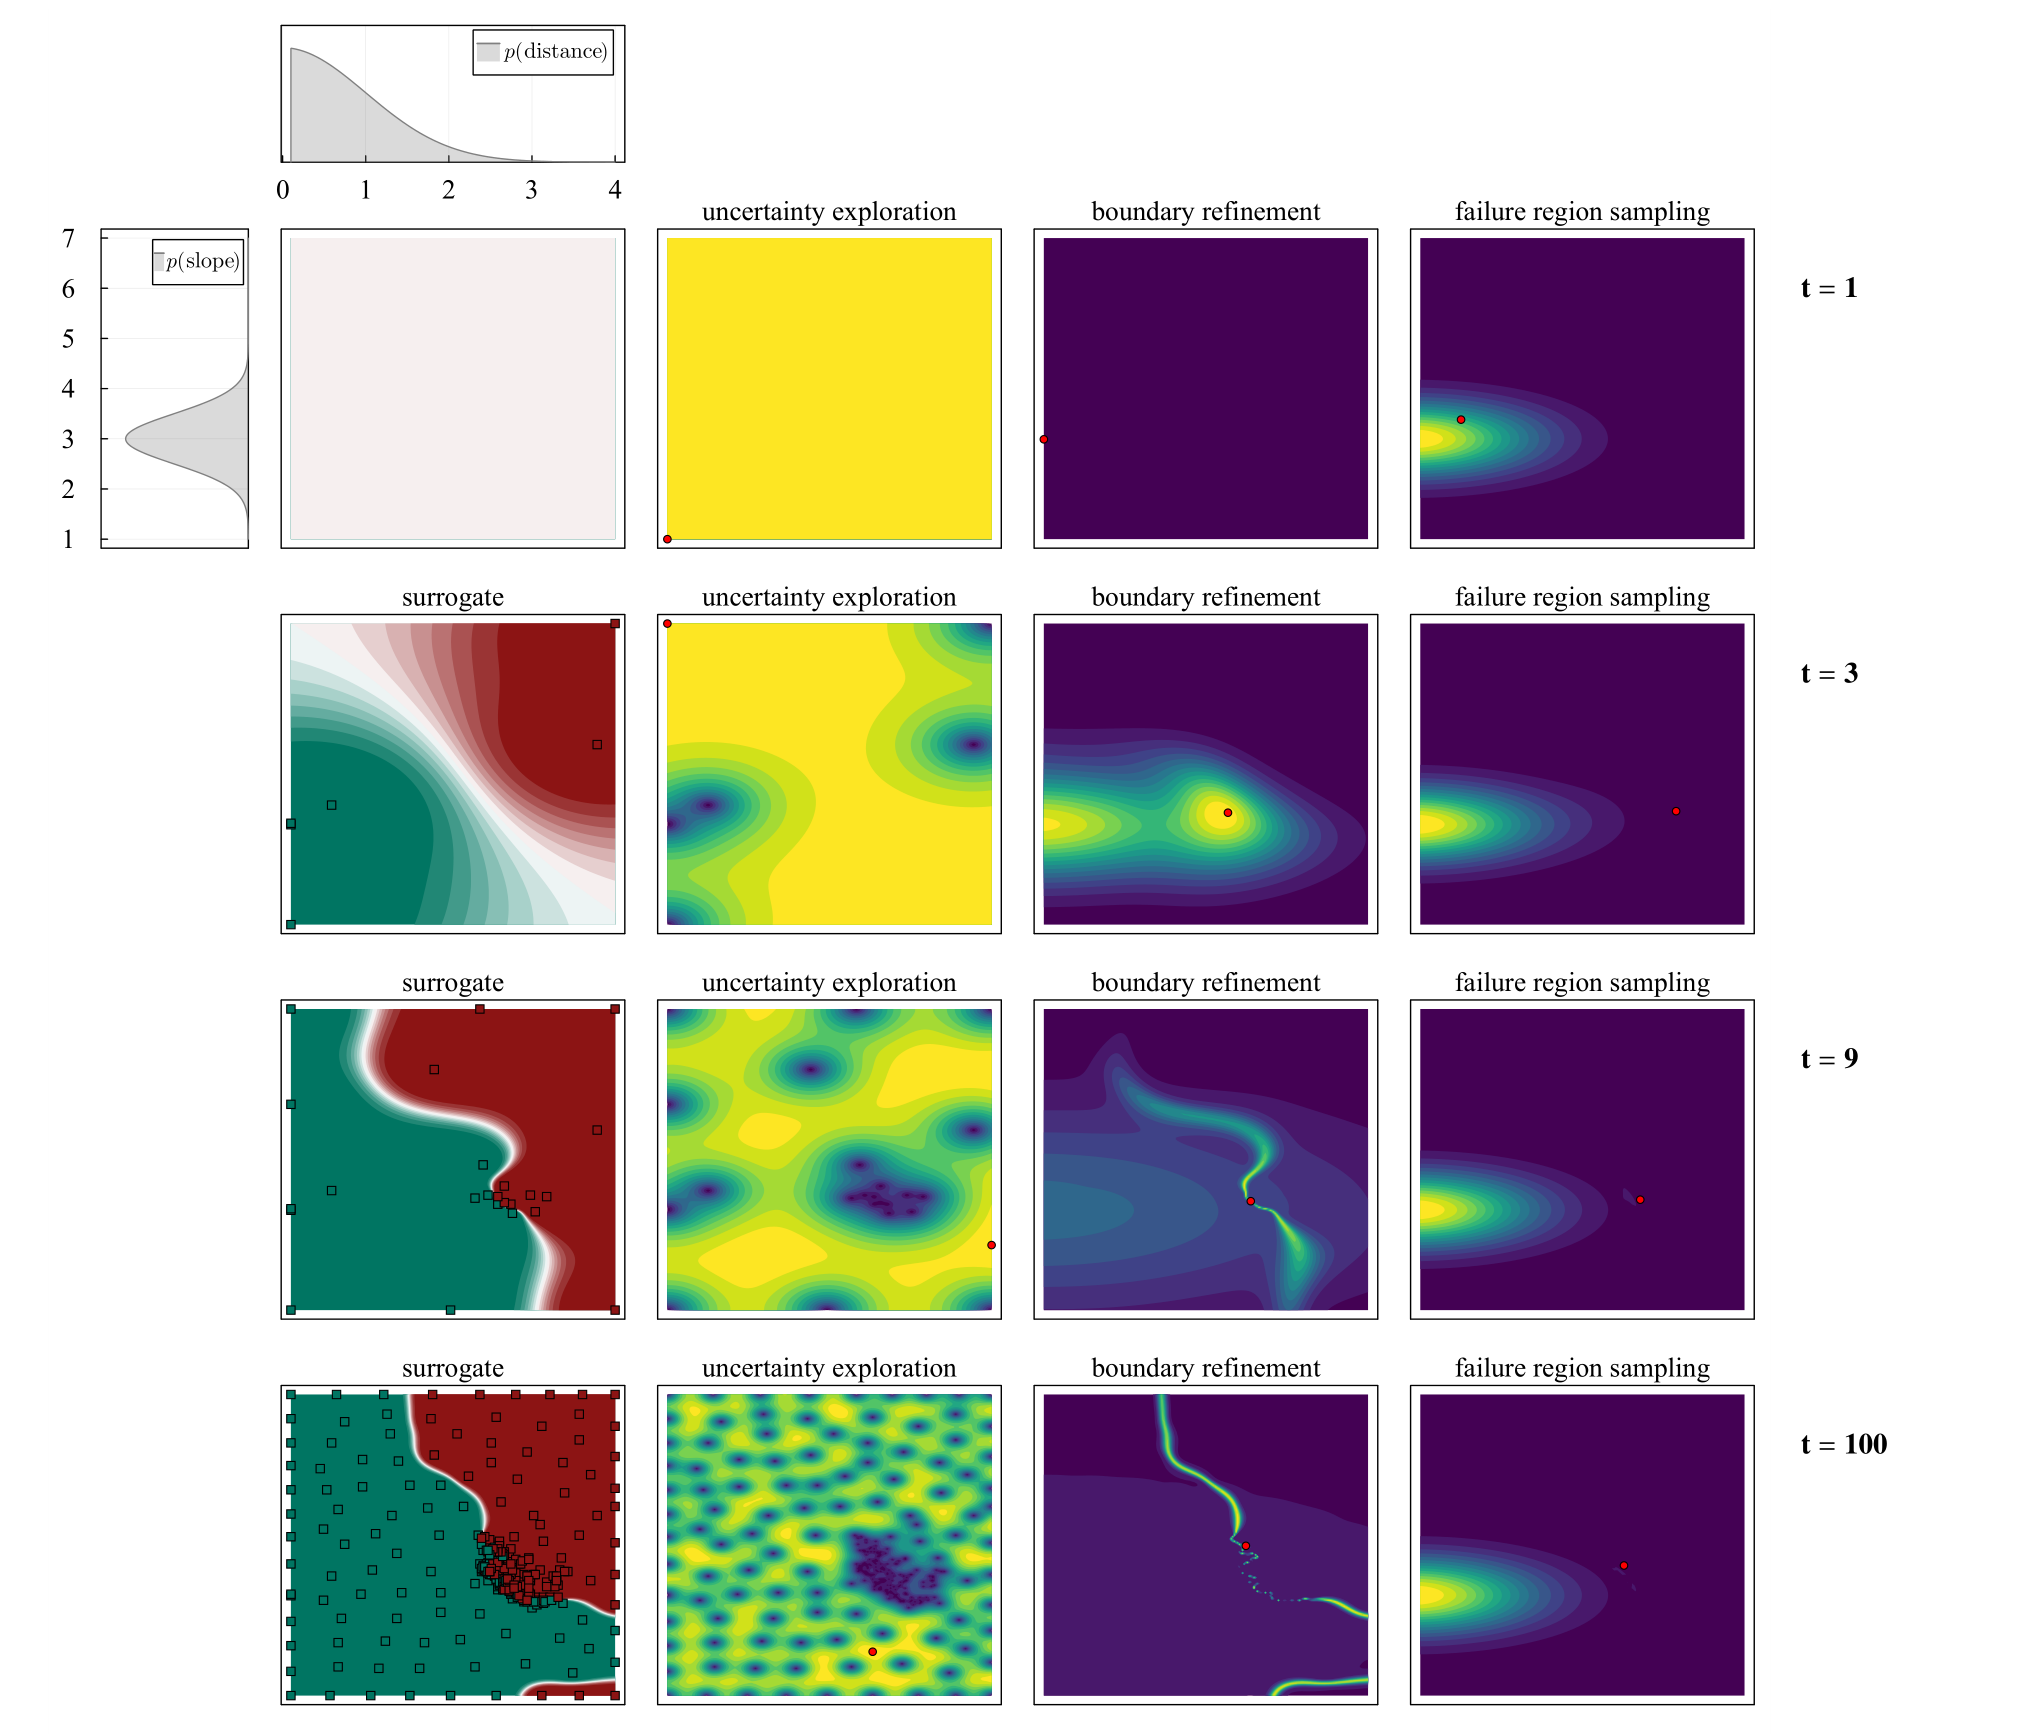 p(distance)
0 1 2 3 4
uncertainty exploration boundary refinement failure region sampling
7
p(slope)
6
5
4
3
2
1
t = 1
surrogate uncertainty exploration boundary refinement failure region sampling
t = 3
surrogate uncertainty exploration boundary refinement failure region sampling
t = 9
surrogate uncertainty exploration boundary refinement failure region sampling
t = 100